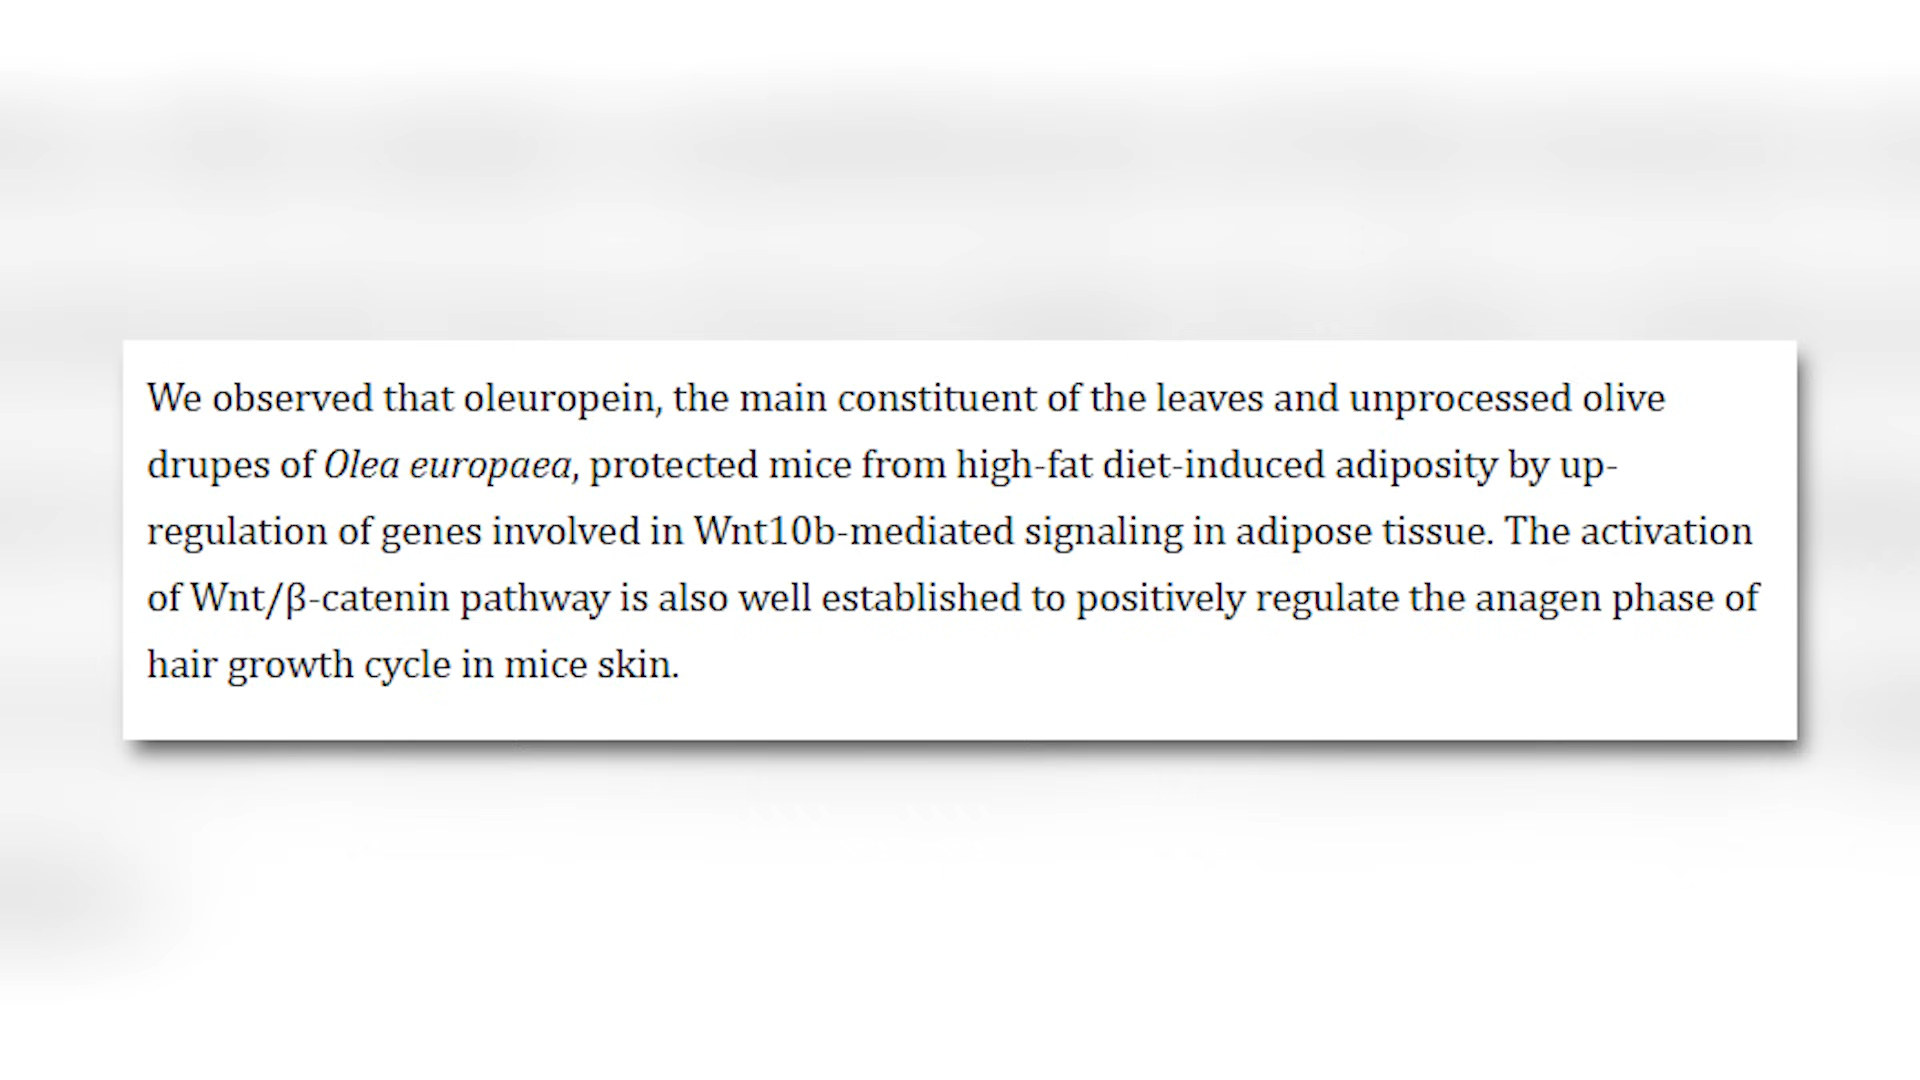 We observed that oleuropein, the main constituent of the leaves and unprocessed olive
drupes of Olea europaea, protected mice from high-fat diet-induced adiposity by up-
regulation of genes involved in Wnt10b-mediated signaling in adipose tissue. The activation
of Wnt/β-catenin pathway is also well established to positively regulate the anagen phase of
hair growth cycle in mice skin.